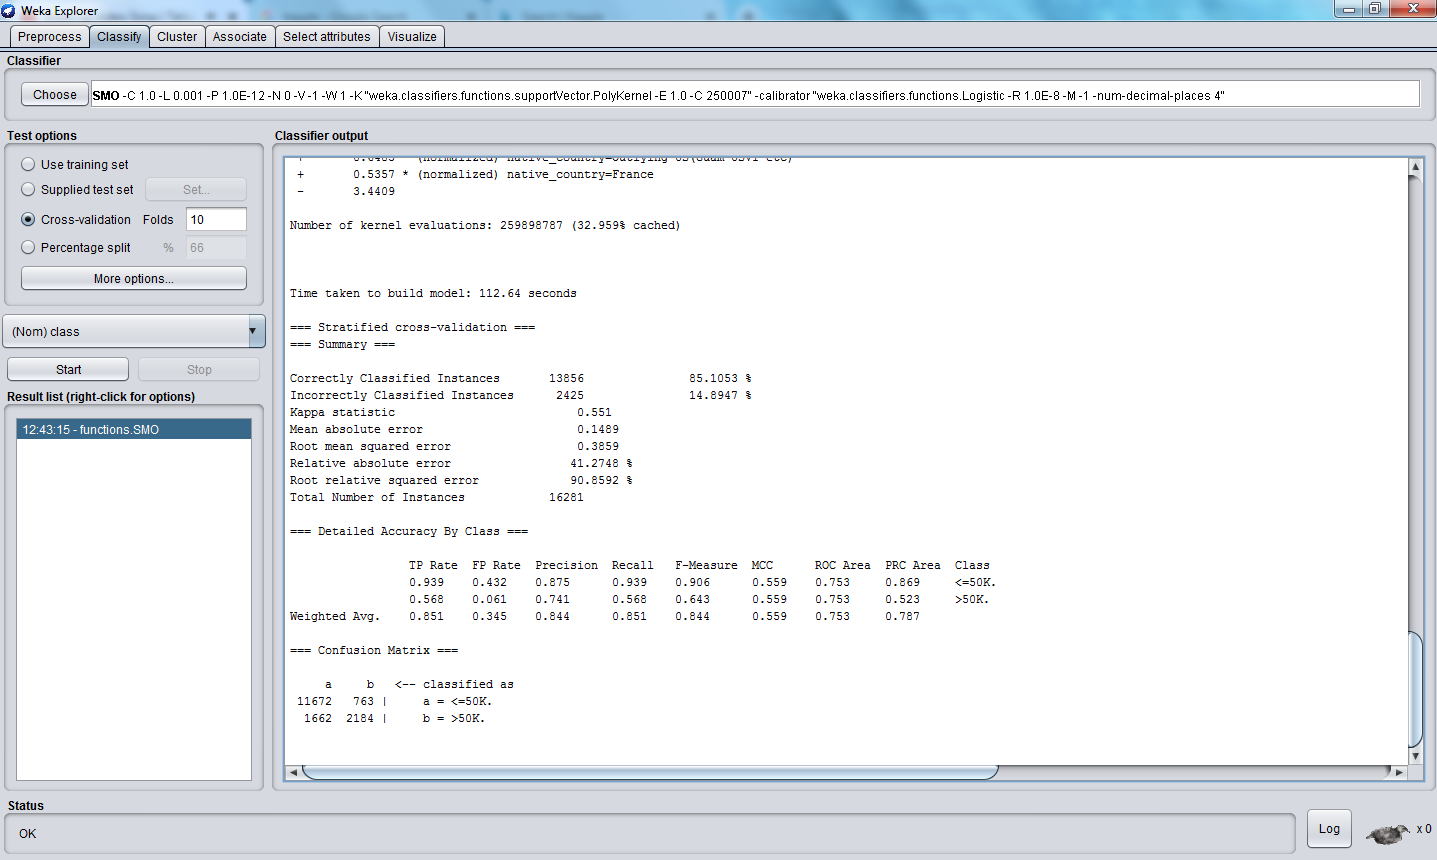 Weka Explorer
Preprocess Classify Cluster Associate Select attributes Visualize
Classifier
Choose SMO -C 1.0 -L 0.001 -P 1.0E-12 -N 0 -V -1 -W 1 -K "weka.classifiers.functions.supportVector.PolyKernel -E 1.0 -C 250007" -calibrator "weka.classifiers.functions.Logistic -R 1.0E-8 -M -1 -num-decimal-places 4"
Test options
Use training set
Supplied test set Set...
Cross-validation Folds 10
Percentage split % 66
More options...
(Nom) class
Start Stop
Result list (right-click for options)
12:43:15 - functions.SMO
Classifier output
+ 0.5357 * (normalized) native_country=France
- 3.4409
Number of kernel evaluations: 259898787 (32.959% cached)
Time taken to build model: 112.64 seconds
=== Stratified cross-validation ===
=== Summary ===
Correctly Classified Instances 13856 85.1053 %
Incorrectly Classified Instances 2425 14.8947 %
Kappa statistic 0.551
Mean absolute error 0.1489
Root mean squared error 0.3859
Relative absolute error 41.2748 %
Root relative squared error 90.8592 %
Total Number of Instances 16281
=== Detailed Accuracy By Class ===
TP Rate FP Rate Precision Recall F-Measure MCC ROC Area PRC Area Class
0.939 0.432 0.875 0.939 0.906 0.559 0.753 0.869 <=50K.
0.568 0.061 0.741 0.568 0.643 0.559 0.753 0.523 >50K.
Weighted Avg. 0.851 0.345 0.844 0.851 0.844 0.559 0.753 0.787
=== Confusion Matrix ===
a b <-- classified as
11672 763 | a = <=50K.
1662 2184 | b = >50K.
Status
OK
Log x 0